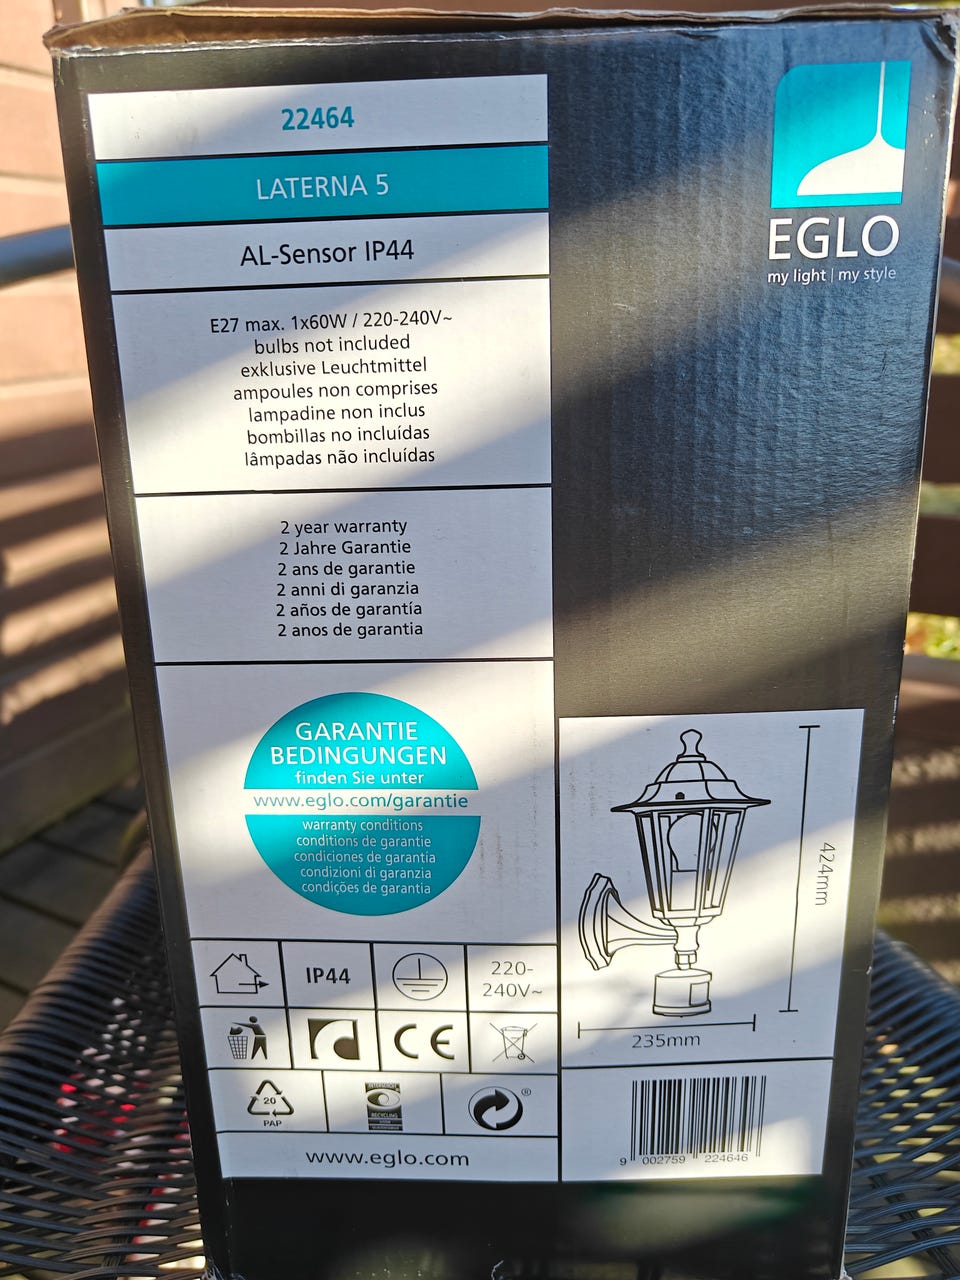 22464
LATERNA 5
AL-Sensor IP44
EGLO
my light | my style
E27 max. 1x60W / 220-240V~
bulbs not included
exklusive Leuchtmittel
ampoules non comprises
lampadine non inclus
bombillas no incluídas
lâmpadas não incluídas
2 year warranty
2 Jahre Garantie
2 ans de garantie
2 anni di garanzia
2 años de garantía
2 anos de garantia
GARANTIE
BEDINGUNGEN
finden Sie unter
www.eglo.com/garantie
warranty conditions
conditions de garantie
condiciones de garantia
condizioni di garanzia
condições de garantia
424mm
235mm
IP44
220-
240V~
CE
20
PAP
INTERSEROH
RECYCLING
®
www.eglo.com
9 002759 224646